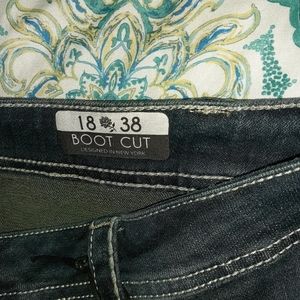 18 38
BOOT CUT
DESIGNED IN NEW YORK